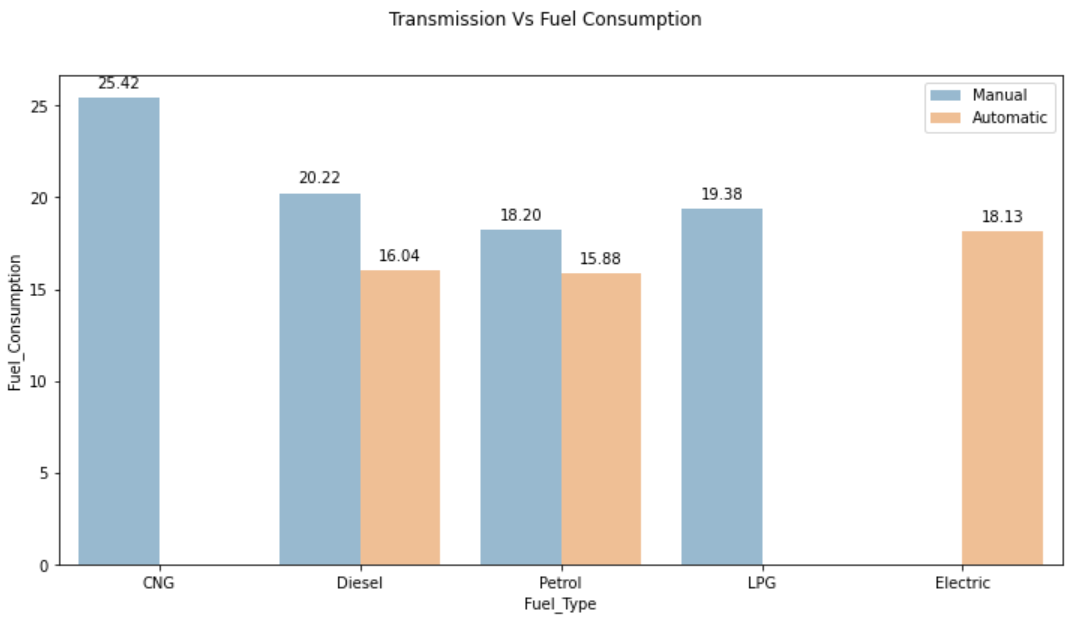 Transmission Vs Fuel Consumption
25.42
20.22
16.04
18.20
15.88
19.38
18.13
Manual
Automatic
Fuel_Consumption
25
20
15
10
5
0
CNG Diesel Petrol LPG Electric
Fuel_Type